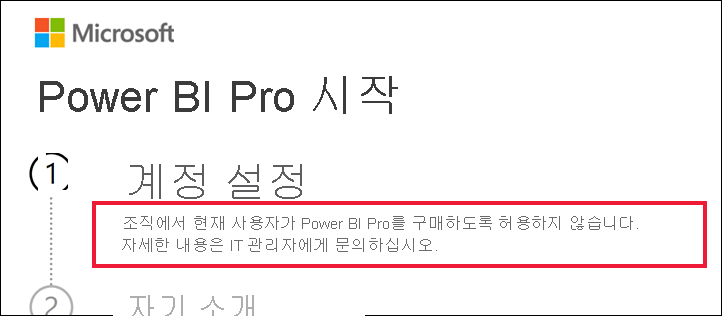 Microsoft
Power BI Pro 시작
1
계정 설정
조직에서 현재 사용자가 Power BI Pro를 구매하도록 허용하지 않습니다.
자세한 내용은 IT 관리자에게 문의하십시오.
2
자기 소개